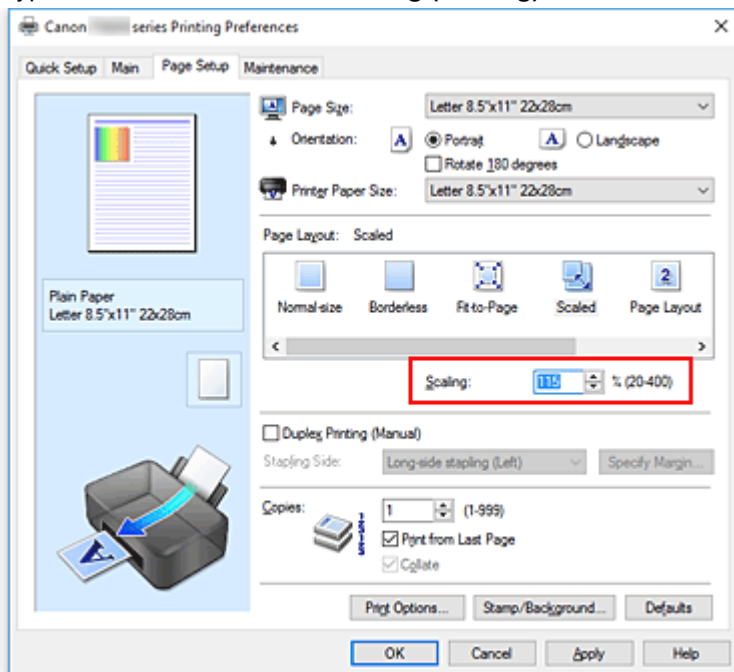 Canon series Printing Preferences
Quick Setup Main Page Setup Maintenance
Page Size: Letter 8.5"x11" 22x28cm
Orientation: A Portrait A Landscape
Rotate 180 degrees
Printer Paper Size: Letter 8.5"x11" 22x28cm
Page Layout: Scaled
Normal-size Borderless Fit-to-Page Scaled 2 Page Layout
Plain Paper
Letter 8.5"x11" 22x28cm
Scaling: 115 % (20-400)
Duplex Printing (Manual)
Stapling Side: Long-side stapling (Left) Specify Margin...
Copies: 1 (1-999)
Print from Last Page
Collate
Print Options... Stamp/Background... Defaults
OK Cancel Apply Help